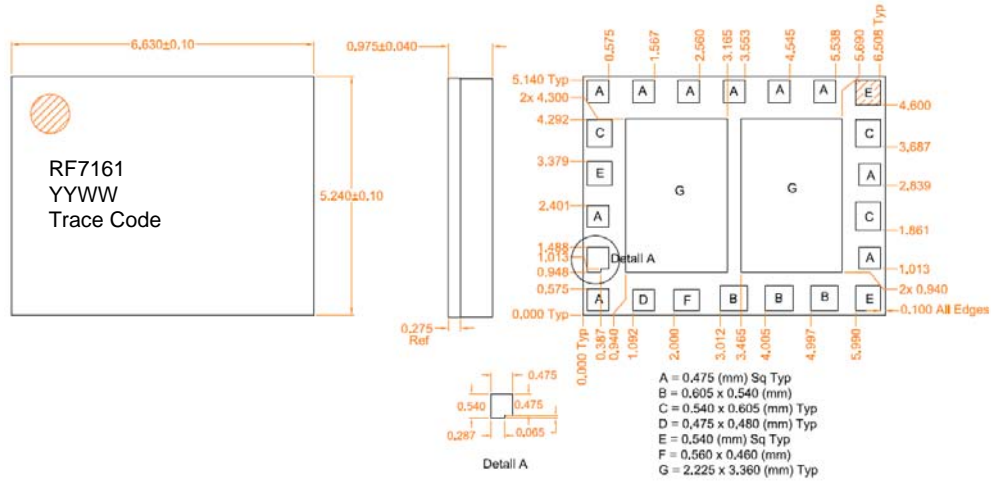 6.630±0.10
5.240±0.10
RF7161
YYWW
Trace Code
0.975±0.040
0.275
Ref
0.575
1.567
2.560
3.165
3.553
4.545
5.538
5.690
6.508 Typ
5.140 Typ
2x 4.300
4.292
3.379
2.401
1.488
1.013
0.948
0.575
0.000 Typ
A A A A A A E
C
E
A
Detail A
G G
C
A
C
A
A D F B B B E
4.600
3.687
2.839
1.861
1.013
2x 0.940
0.100 All Edges
0.000 Typ
0.387
0.940
1.092
2.000
3.012
3.465
4.005
4.997
5.990
0.475
0.540
0.475
0.287
0.065
Detail A
A = 0.475 (mm) Sq Typ
B = 0.605 x 0.540 (mm)
C = 0.540 x 0.605 (mm) Typ
D = 0.475 x 0.480 (mm) Typ
E = 0.540 (mm) Sq Typ
F = 0.560 x 0.460 (mm)
G = 2.225 x 3.360 (mm) Typ